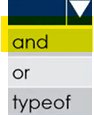 and
or
typeof